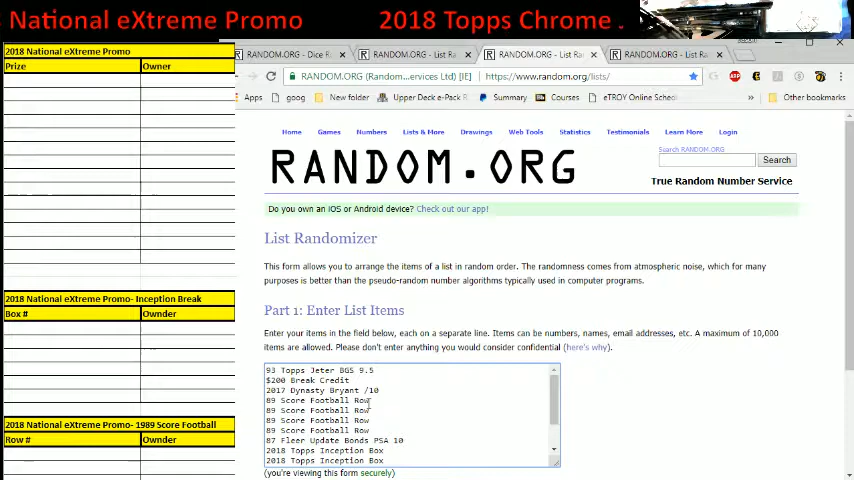 National eXtreme Promo
2018 Topps Chrome
2018 National eXtreme Promo
Prize Owner
2018 National eXtreme Promo- Inception Break
Box # Ownder
2018 National eXtreme Promo- 1989 Score Football
Row # Ownder
RANDOM.ORG - Dice R
RANDOM.ORG - List Ra
RANDOM.ORG - List Ra
RANDOM.ORG - List Ra
RANDOM.ORG (Random...ervices Ltd) [IE]
https://www.random.org/lists/
Apps goog New folder Upper Deck e-Pack R Summary Courses eTROY Online Sched » Other bookmarks
Home Games Numbers Lists & More Drawings Web Tools Statistics Testimonials Learn More Login
RANDOM.ORG
Search RANDOM.ORG
Search
True Random Number Service
Do you own an iOS or Android device? Check out our app!
List Randomizer
This form allows you to arrange the items of a list in random order. The randomness comes from atmospheric noise, which for many
purposes is better than the pseudo-random number algorithms typically used in computer programs.
Part 1: Enter List Items
Enter your items in the field below, each on a separate line. Items can be numbers, names, email addresses, etc. A maximum of 10,000
items are allowed. Please don't enter anything you would consider confidential (here's why).
93 Topps Jeter BGS 9.5
$200 Break Credit
2017 Dynasty Bryant /10
89 Score Football Row
89 Score Football Row
89 Score Football Row
89 Score Football Row
87 Fleer Update Bonds PSA 10
2018 Topps Inception Box
2018 Topps Inception Box
(you're viewing this form securely)